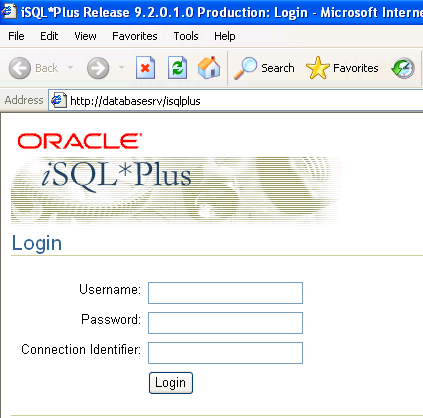 iSQL*Plus Release 9.2.0.1.0 Production: Login - Microsoft Interne
File Edit View Favorites Tools Help
Back Search Favorites
Address http://databasesrv/isqlplus
ORACLE
iSQL*Plus
Login
Username:
Password:
Connection Identifier:
Login